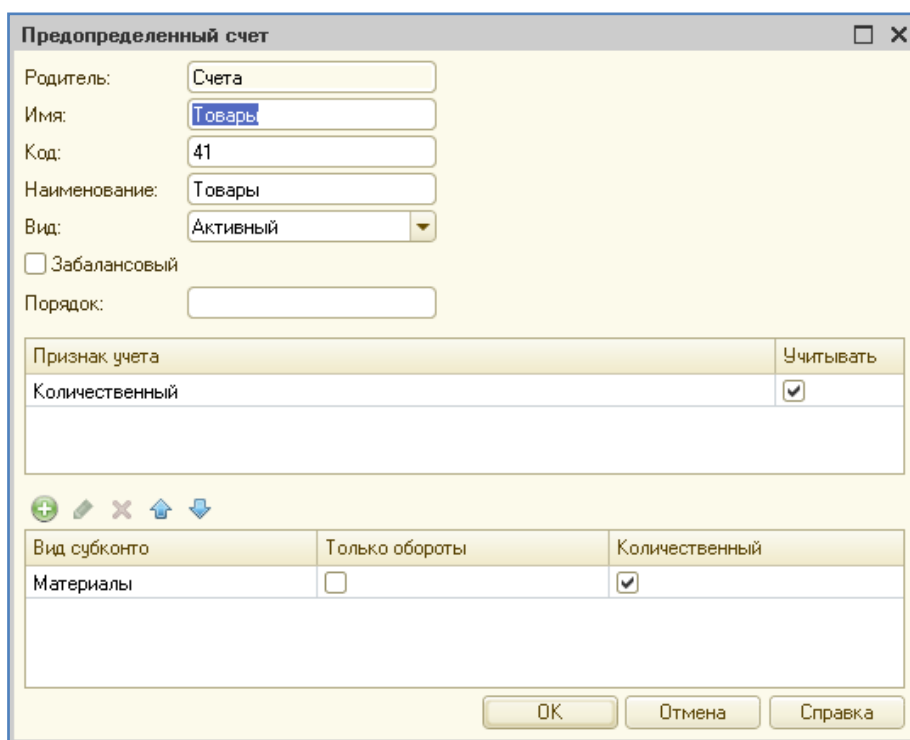 Предопределенный счет
Родитель: Счета
Имя: Товары
Код: 41
Наименование: Товары
Вид: Активный
Забалансовый
Порядок:
Признак учета Учитывать
Количественный
Вид субконто Только обороты Количественный
Материалы
ОК Отмена Справка